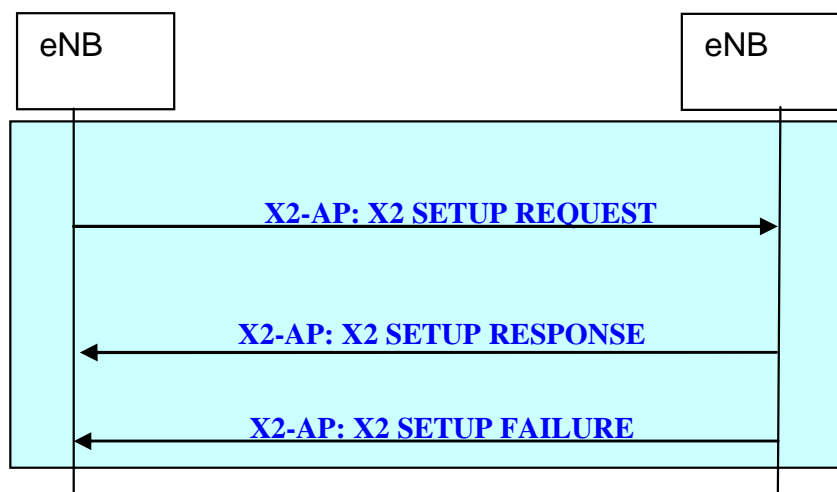 eNB
eNB
X2-AP: X2 SETUP REQUEST
X2-AP: X2 SETUP RESPONSE
X2-AP: X2 SETUP FAILURE